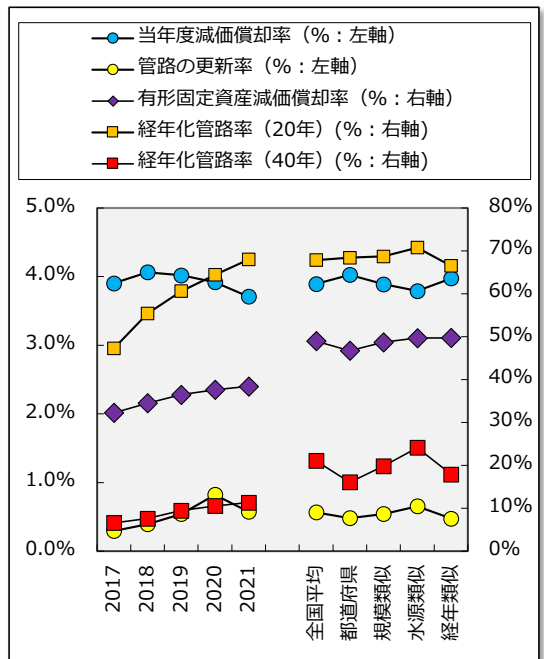 当年度減価償却率（%：左軸）
管路の更新率（%：左軸）
有形固定資産減価償却率（%：右軸）
経年化管路率（20年）(%：右軸)
経年化管路率（40年）(%：右軸)
5.0%
4.0%
3.0%
2.0%
1.0%
0.0%
80%
70%
60%
50%
40%
30%
20%
10%
0%
2017
2018
2019
2020
2021
全国平均
都道府県
規模類似
水源類似
経年類似